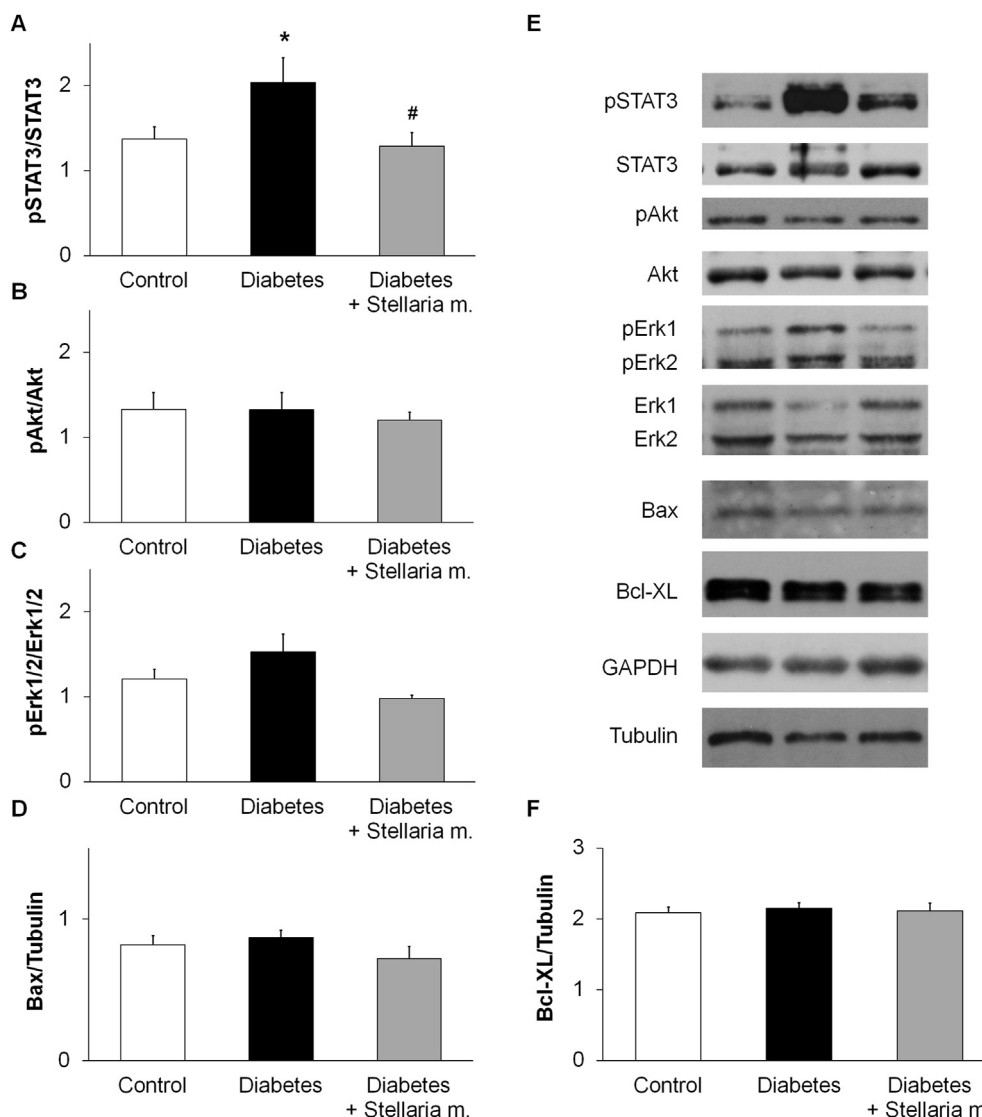 A
pSTAT3/STAT3
2
1
0
*
#
Control
Diabetes
Diabetes
+ Stellaria m.
B
pAkt/Akt
2
1
0
Control
Diabetes
Diabetes
+ Stellaria m.
C
pErk1/2/Erk1/2
2
1
0
Control
Diabetes
Diabetes
+ Stellaria m.
D
Bax/Tubulin
1
0
Control
Diabetes
Diabetes
+ Stellaria m.
E
pSTAT3
STAT3
pAkt
Akt
pErk1
pErk2
Erk1
Erk2
Bax
Bcl-XL
GAPDH
Tubulin
F
Bcl-XL/Tubulin
3
2
1
0
Control
Diabetes
Diabetes
+ Stellaria m